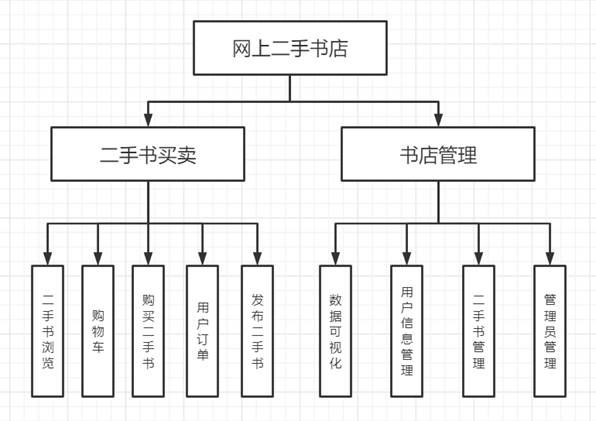 网上二手书店
二手书买卖
书店管理
二手书浏览
购物车
购买二手书
用户订单
发布二手书
数据可视化
用户信息管理
二手书管理
管理员管理